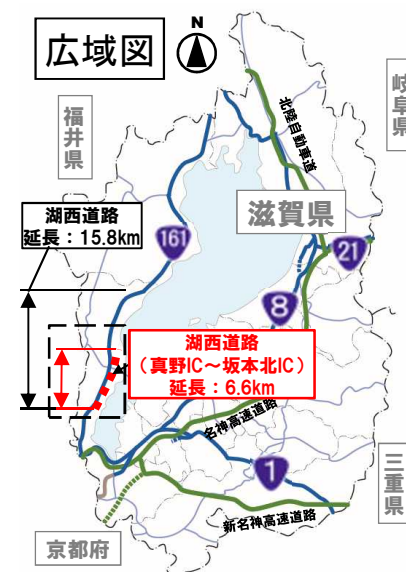 広域図
N
北陸自動車道
岐阜県
福井県
滋賀県
湖西道路
延長：15.8km
161
21
8
湖西道路
（真野IC～坂本北IC）
延長：6.6km
名神高速道路
1
三重県
新名神高速道路
京都府